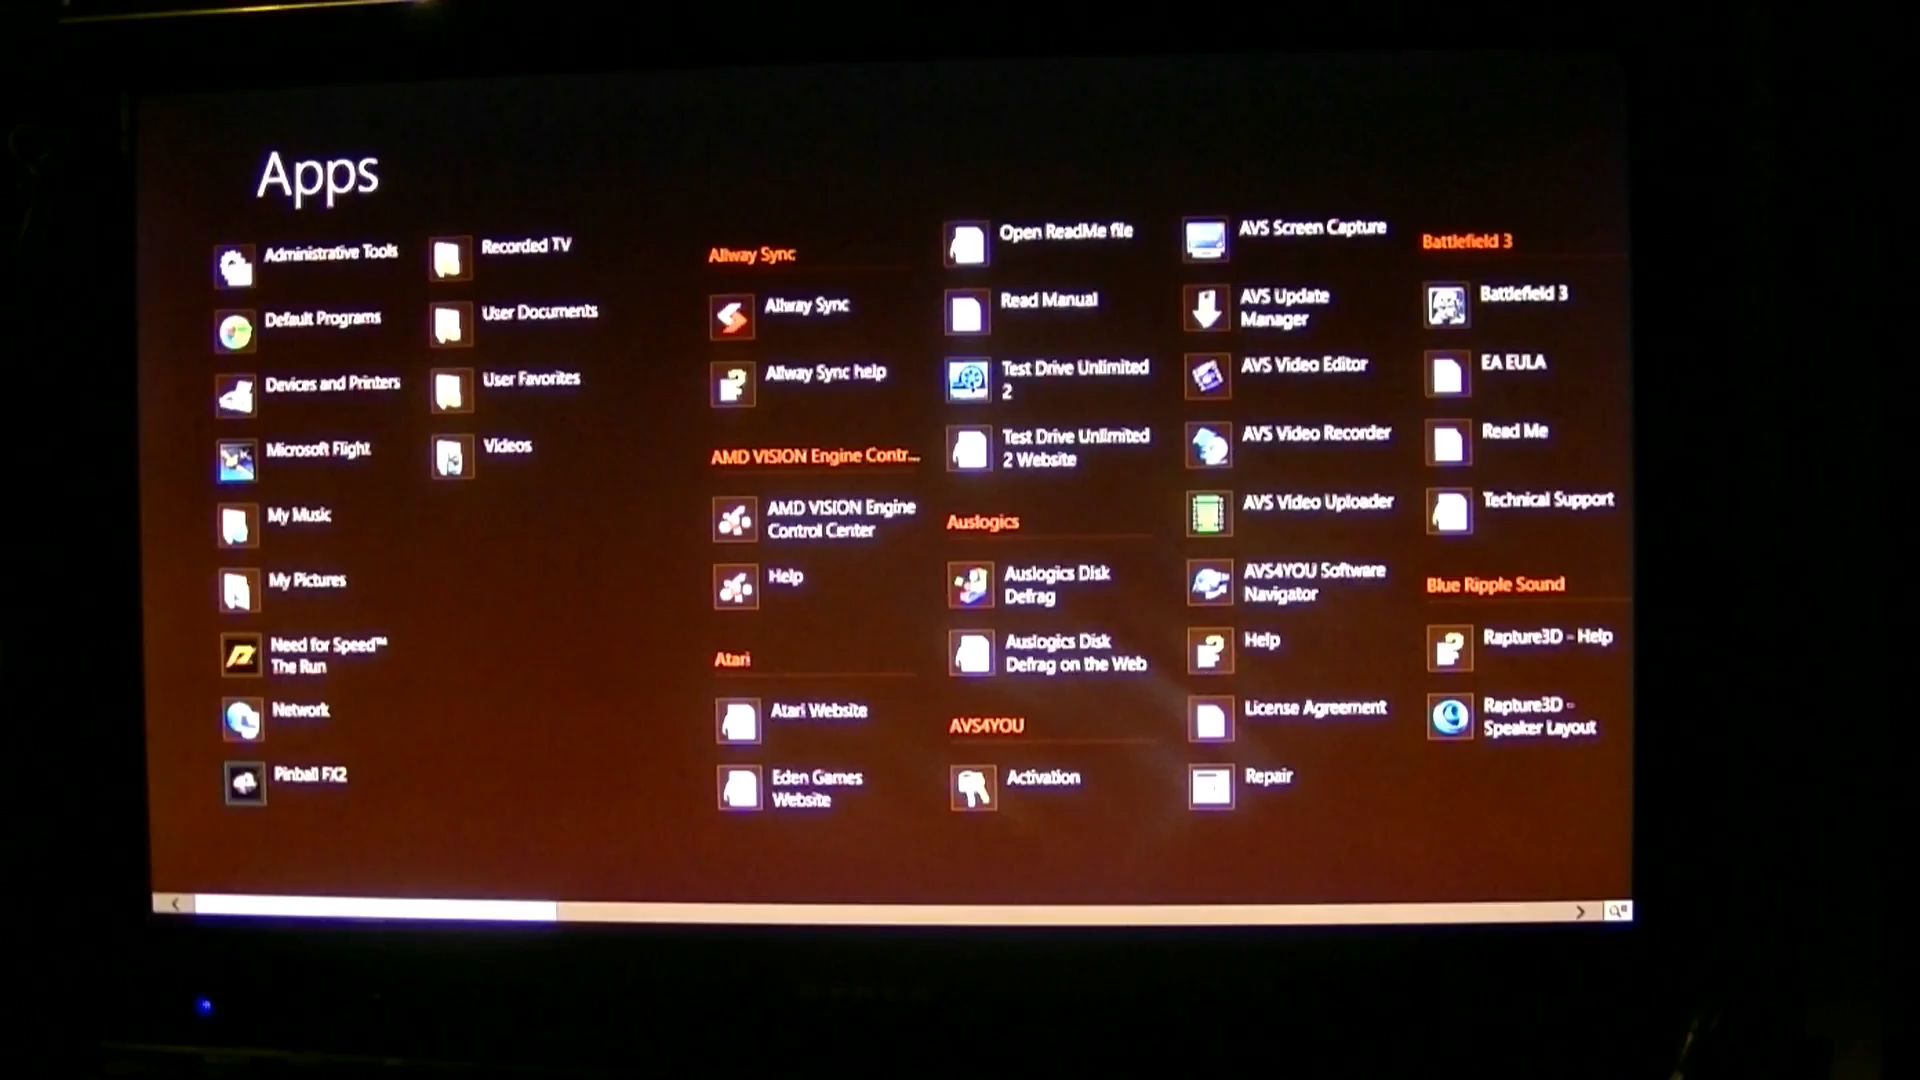 Apps
Administrative Tools
Default Programs
Devices and Printers
Microsoft Flight
My Music
My Pictures
Need for Speed™
The Run
Network
Pinball FX2
Recorded TV
User Documents
User Favorites
Videos
Allway Sync
Allway Sync
Allway Sync help
AMD VISION Engine Contr...
AMD VISION Engine
Control Center
Help
Atari
Atari Website
Eden Games
Website
Open ReadMe file
Read Manual
Test Drive Unlimited
2
Test Drive Unlimited
2 Website
Auslogics
Auslogics Disk
Defrag
Auslogics Disk
Defrag on the Web
AVS4YOU
Activation
AVS Screen Capture
AVS Update
Manager
AVS Video Editor
AVS Video Recorder
AVS Video Uploader
AVS4YOU Software
Navigator
Help
License Agreement
Repair
Battlefield 3
Battlefield 3
EA EULA
Read Me
Technical Support
Blue Ripple Sound
Rapture3D - Help
Rapture3D -
Speaker Layout